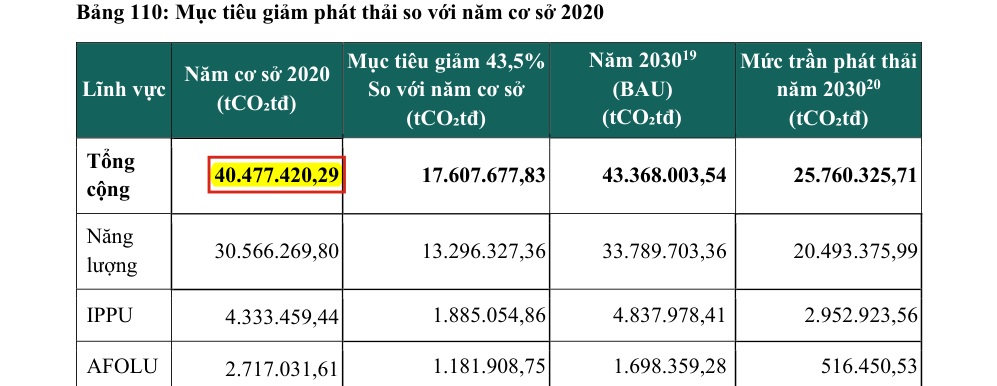 Bảng 110: Mục tiêu giảm phát thải so với năm cơ sở 2020
Lĩnh vực
Năm cơ sở 2020
(tCO₂tđ)
Mục tiêu giảm 43,5%
So với năm cơ sở
(tCO₂tđ)
Năm 2030¹⁹
(BAU)
(tCO₂tđ)
Mức trần phát thải
năm 2030²⁰
(tCO₂tđ)
Tổng
cộng
40.477.420,29
17.607.677,83
43.368.003,54
25.760.325,71
Năng
lượng
30.566.269,80
13.296.327,36
33.789.703,36
20.493.375,99
IPPU
4.333.459,44
1.885.054,86
4.837.978,41
2.952.923,56
AFOLU
2.717.031,61
1.181.908,75
1.698.359,28
516.450,53